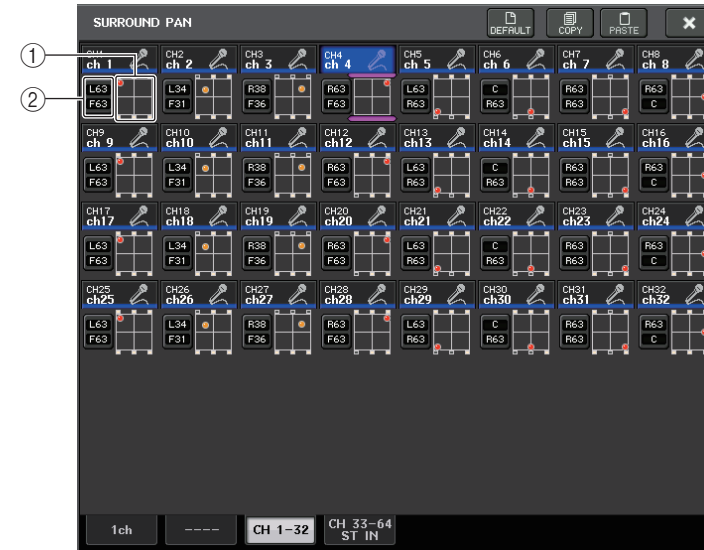 SURROUND PAN DEFAULT COPY PASTE
1
2
CH1 CH2 CH3 CH4 CH5 CH6 CH7 CH8
ch 1 ch 2 ch 3 ch 4 ch 5 ch 6 ch 7 ch 8
L63 L34 R38 R63 L63 C R63 R63
F63 F31 F36 F63 R63 R63 R63 C
CH9 CH10 CH11 CH12 CH13 CH14 CH15 CH16
ch 9 ch10 ch11 ch12 ch13 ch14 ch15 ch16
L63 L34 R38 R63 L63 C R63 R63
F63 F31 F36 F63 R63 R63 R63 C
CH17 CH18 CH19 CH20 CH21 CH22 CH23 CH24
ch17 ch18 ch19 ch20 ch21 ch22 ch23 ch24
L63 L34 R38 R63 L63 C R63 R63
F63 F31 F36 F63 R63 R63 R63 C
CH25 CH26 CH27 CH28 CH29 CH30 CH31 CH32
ch25 ch26 ch27 ch28 ch29 ch30 ch31 ch32
L63 L34 R38 R63 L63 C R63 R63
F63 F31 F36 F63 R63 R63 R63 C
1ch ---- CH 1-32 CH 33-64
ST IN